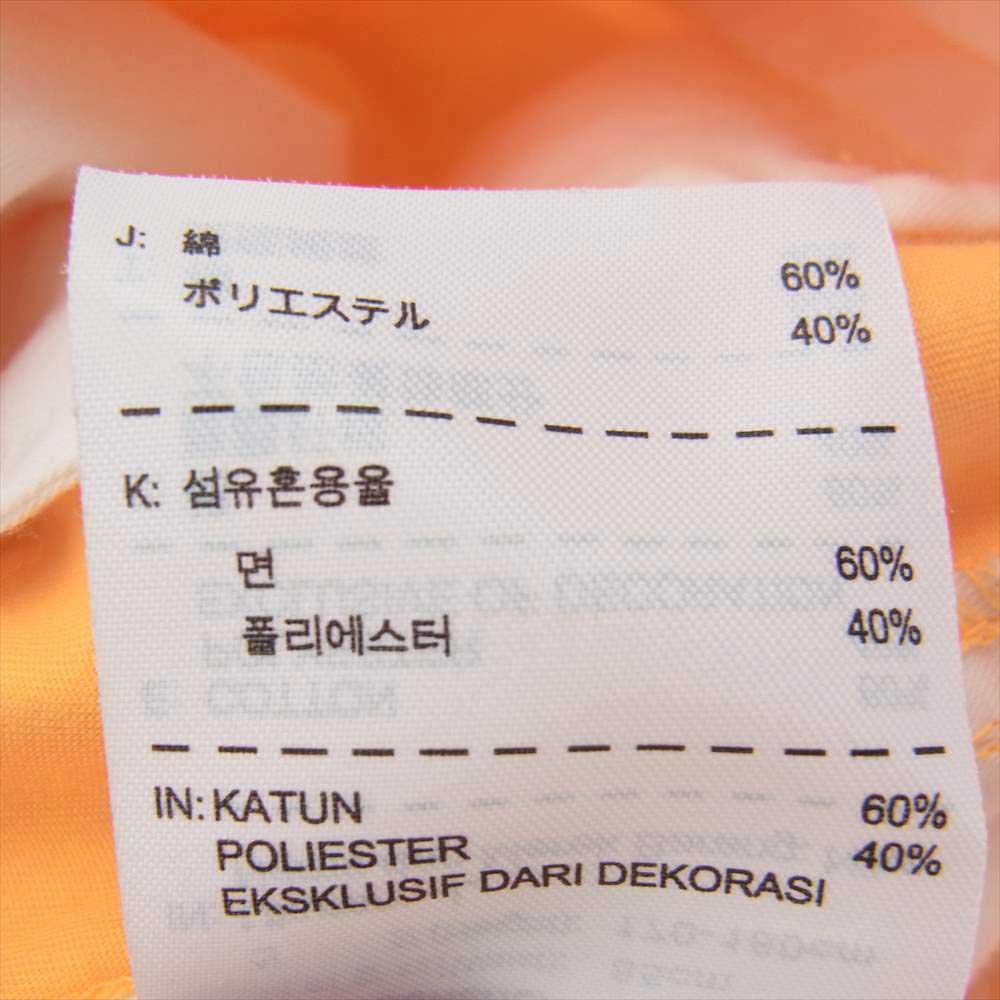 J: 綿 60%
ポリエステル 40%
K: 섬유혼용율
면 60%
폴리에스터 40%
IN: KATUN 60%
POLIESTER 40%
EKSKLUSIF DARI DEKORASI